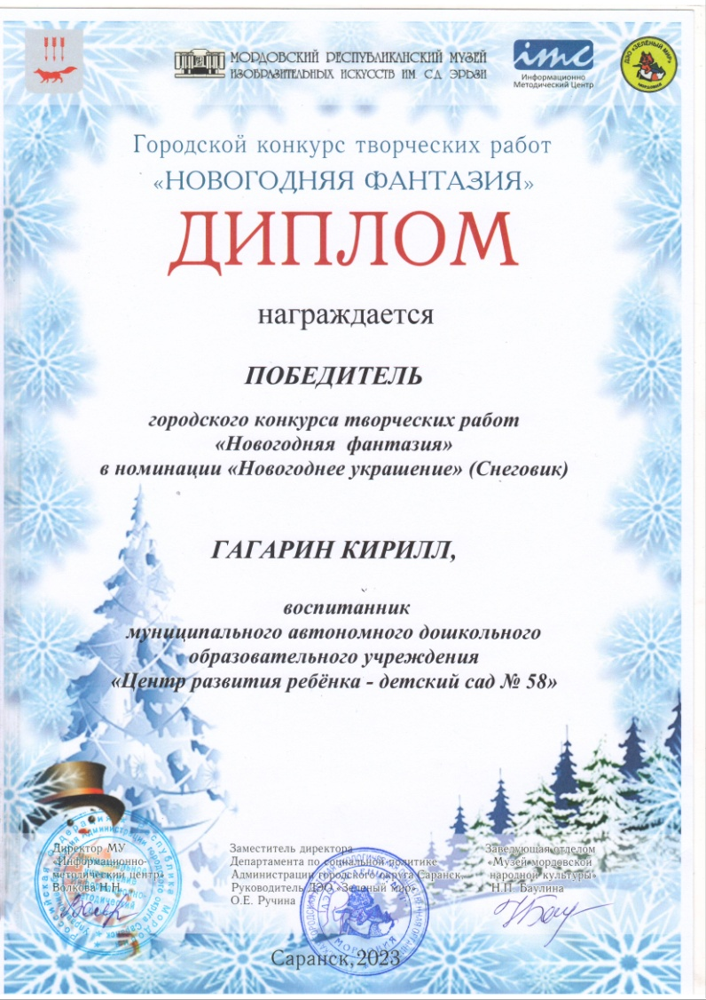 МОРДОВСКИЙ РЕСПУБЛИКАНСКИЙ МУЗЕЙ
ИЗОБРАЗИТЕЛЬНЫХ ИСКУССТВ ИМ СД ЭРЬЗИ
imc
Информационно
Методический Центр
ДЭО «ЗЕЛЁНЫЙ МИР»
МОРДОВИЯ
Городской конкурс творческих работ
«НОВОГОДНЯЯ ФАНТАЗИЯ»
ДИПЛОМ
награждается
ПОБЕДИТЕЛЬ
городского конкурса творческих работ
«Новогодняя фантазия»
в номинации «Новогоднее украшение» (Снеговик)
ГАГАРИН КИРИЛЛ,
воспитанник
муниципального автономного дошкольного
образовательного учреждения
«Центр развития ребёнка - детский сад № 58»
Директор МУ
«Информационно-
методический центр»
Волкова Н.Н.
Заместитель директора
Департамента по социальной политике
Администрации городского округа Саранск,
Руководитель ДЭО «Зеленый мир»
О.Е. Ручина
Заведующая отделом
«Музей мордовской
народной культуры»
Н.П. Баулина
МОРДОВИЯ
Саранск,2023